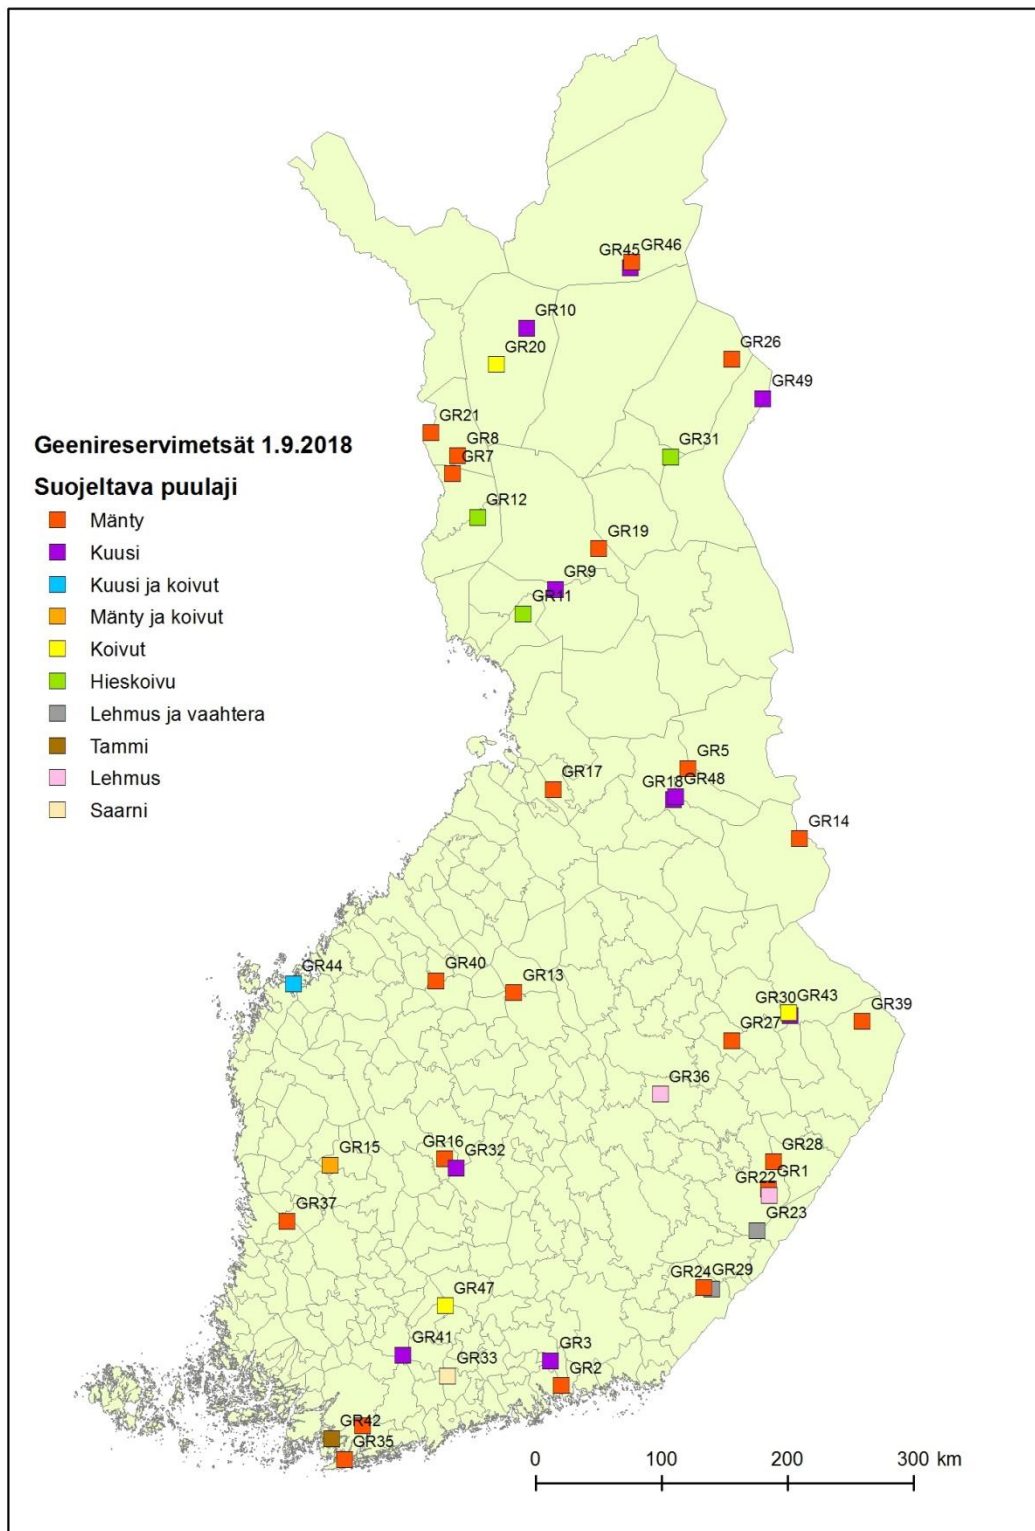 GR45 GR46
GR10
GR20
GR26
GR49
GR21
Geenireservimetsät 1.9.2018
GR8
GR7
GR31
Suojeltava puulaji
GR12
Mänty
Kuusi
GR19
Kuusi ja koivut
GR9
GR11
Mänty ja koivut
Koivut
Hieskoivu
Lehmus ja vaahtera
Tammi
GR5
Lehmus
GR17
GR18 GR48
Saarni
GR14
GR44
GR40
GR13
GR30 GR43
GR39
GR27
GR36
GR15
GR16
GR32
GR28
GR22 GR1
GR37
GR23
GR24 GR29
GR47
GR41
GR3
GR33
GR2
GR42
GR35
0 100 200 300 km